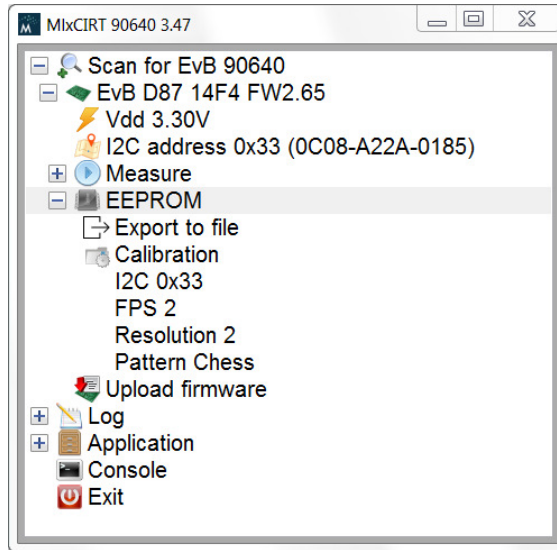 MlxCIRT 90640 3.47
Scan for EvB 90640
EvB D87 14F4 FW2.65
Vdd 3.30V
I2C address 0x33 (0C08-A22A-0185)
Measure
EEPROM
Export to file
Calibration
I2C 0x33
FPS 2
Resolution 2
Pattern Chess
Upload firmware
Log
Application
Console
Exit